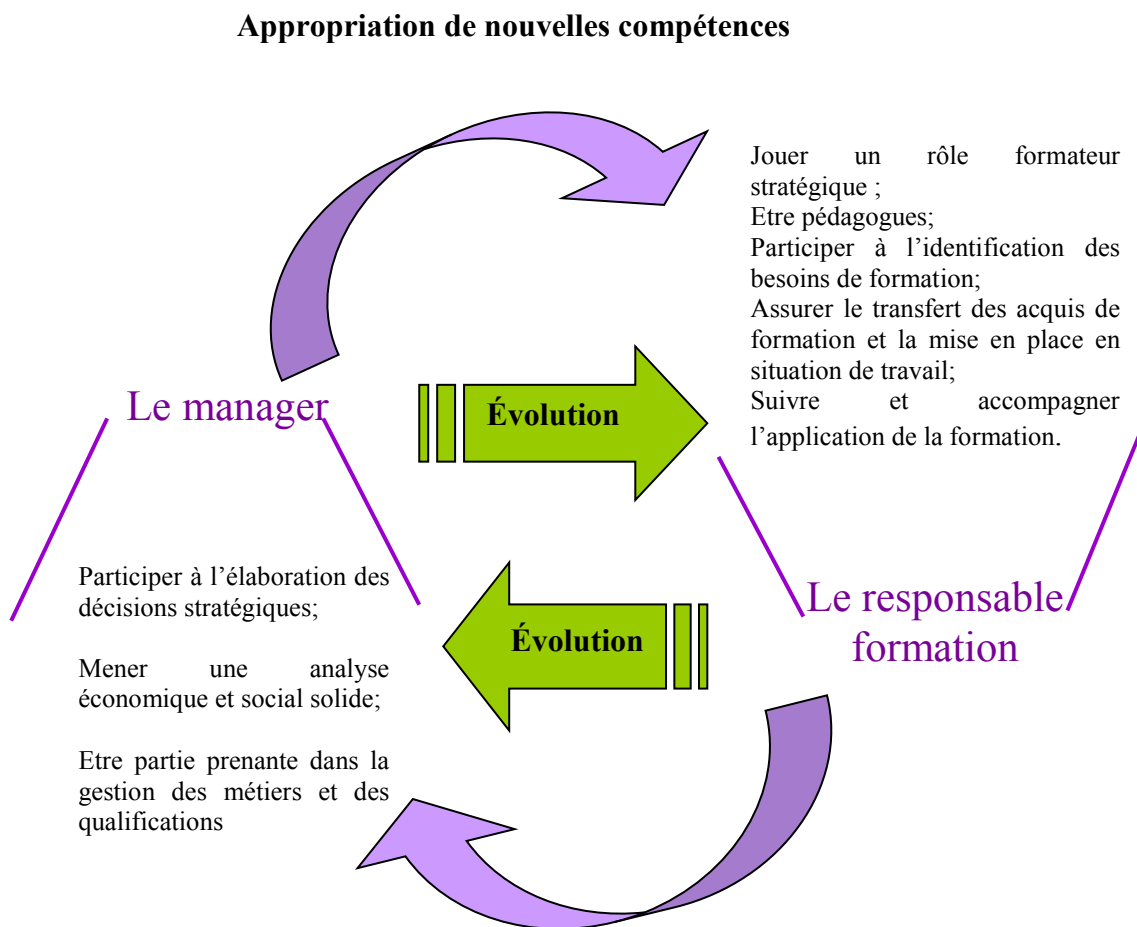 Appropriation de nouvelles compétences
Jouer un rôle formateur
stratégique ;
Etre pédagogues;
Participer à l’identification des
besoins de formation;
Assurer le transfert des acquis de
formation et la mise en place en
situation de travail;
Suivre et accompagner
l’application de la formation.
Le manager
Évolution
Participer à l’élaboration des
décisions stratégiques;
Mener une analyse
économique et social solide;
Etre partie prenante dans la
gestion des métiers et des
qualifications
Évolution
Le responsable
formation